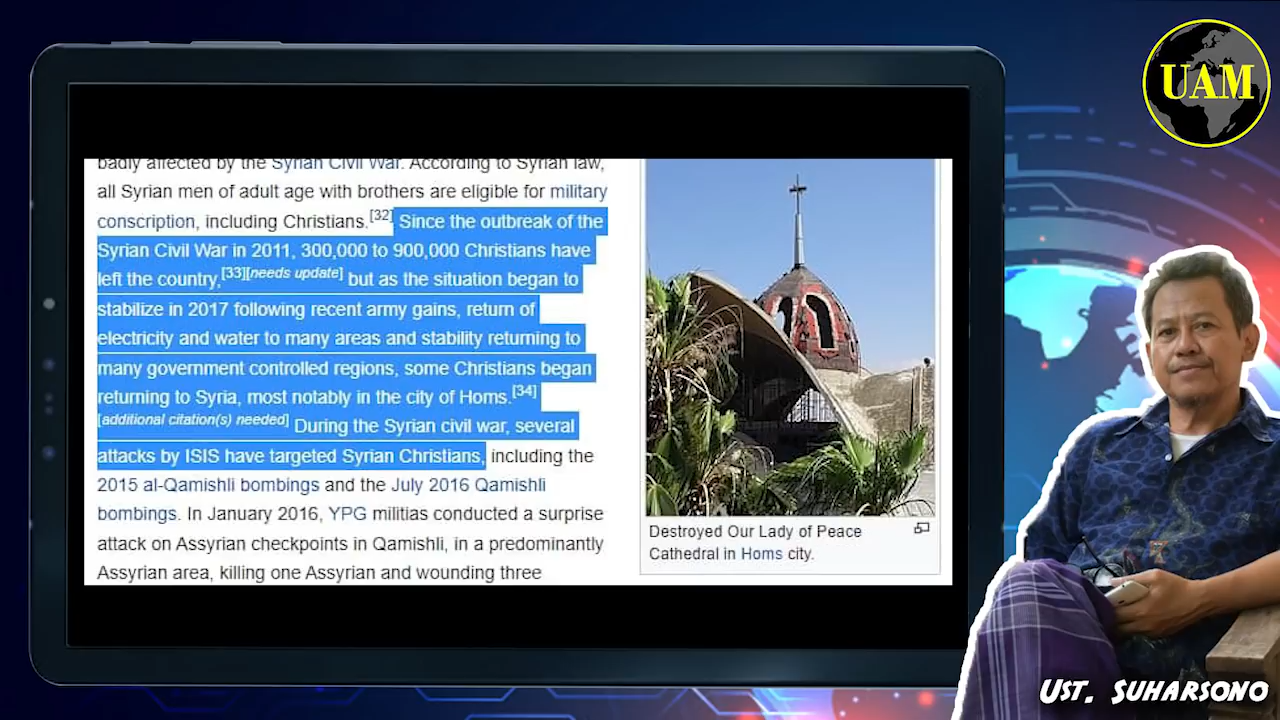 UAM
badly affected by the Syrian Civil War. According to Syrian law,
all Syrian men of adult age with brothers are eligible for military
conscription, including Christians.[32] Since the outbreak of the
Syrian Civil War in 2011, 300,000 to 900,000 Christians have
left the country,[33][needs update] but as the situation began to
stabilize in 2017 following recent army gains, return of
electricity and water to many areas and stability returning to
many government controlled regions, some Christians began
returning to Syria, most notably in the city of Homs.[34]
[additional citation(s) needed] During the Syrian civil war, several
attacks by ISIS have targeted Syrian Christians, including the
2015 al-Qamishli bombings and the July 2016 Qamishli
bombings. In January 2016, YPG militias conducted a surprise
attack on Assyrian checkpoints in Qamishli, in a predominantly
Assyrian area, killing one Assyrian and wounding three
Destroyed Our Lady of Peace
Cathedral in Homs city.
UST. SUHARSONO